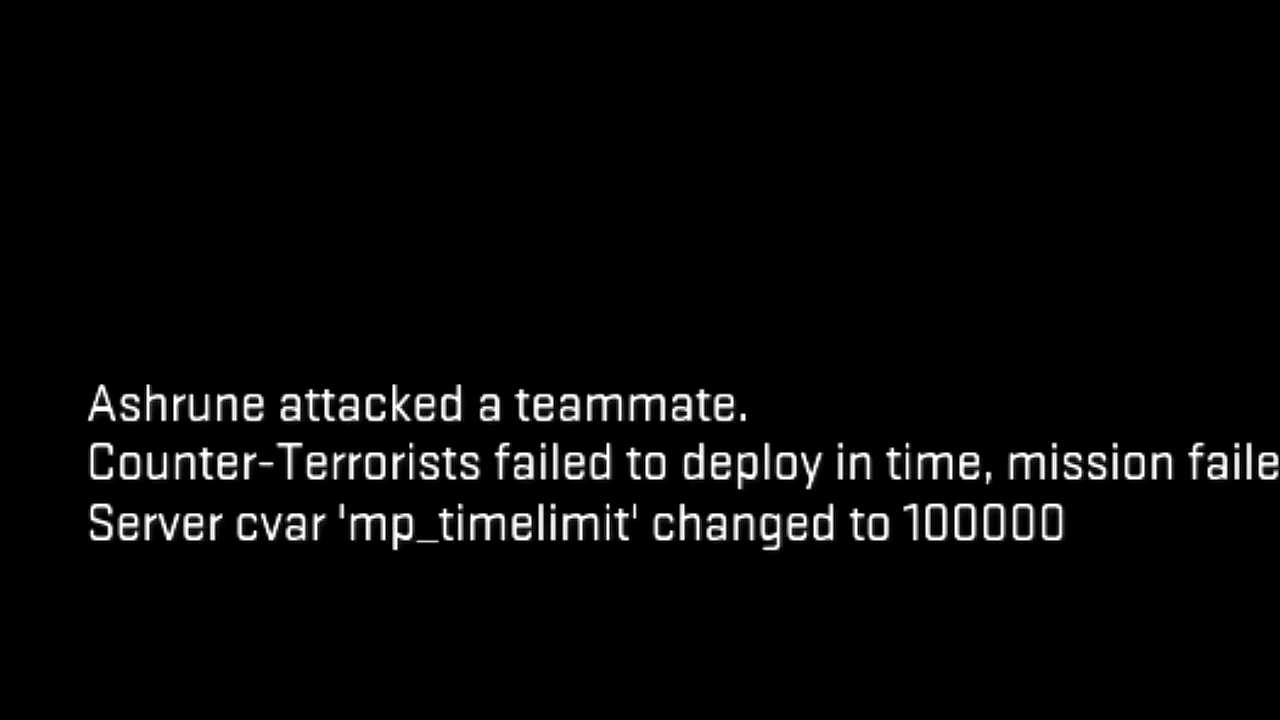 Ashrune attacked a teammate.
Counter-Terrorists failed to deploy in time, mission faile
Server cvar 'mp_timelimit' changed to 100000